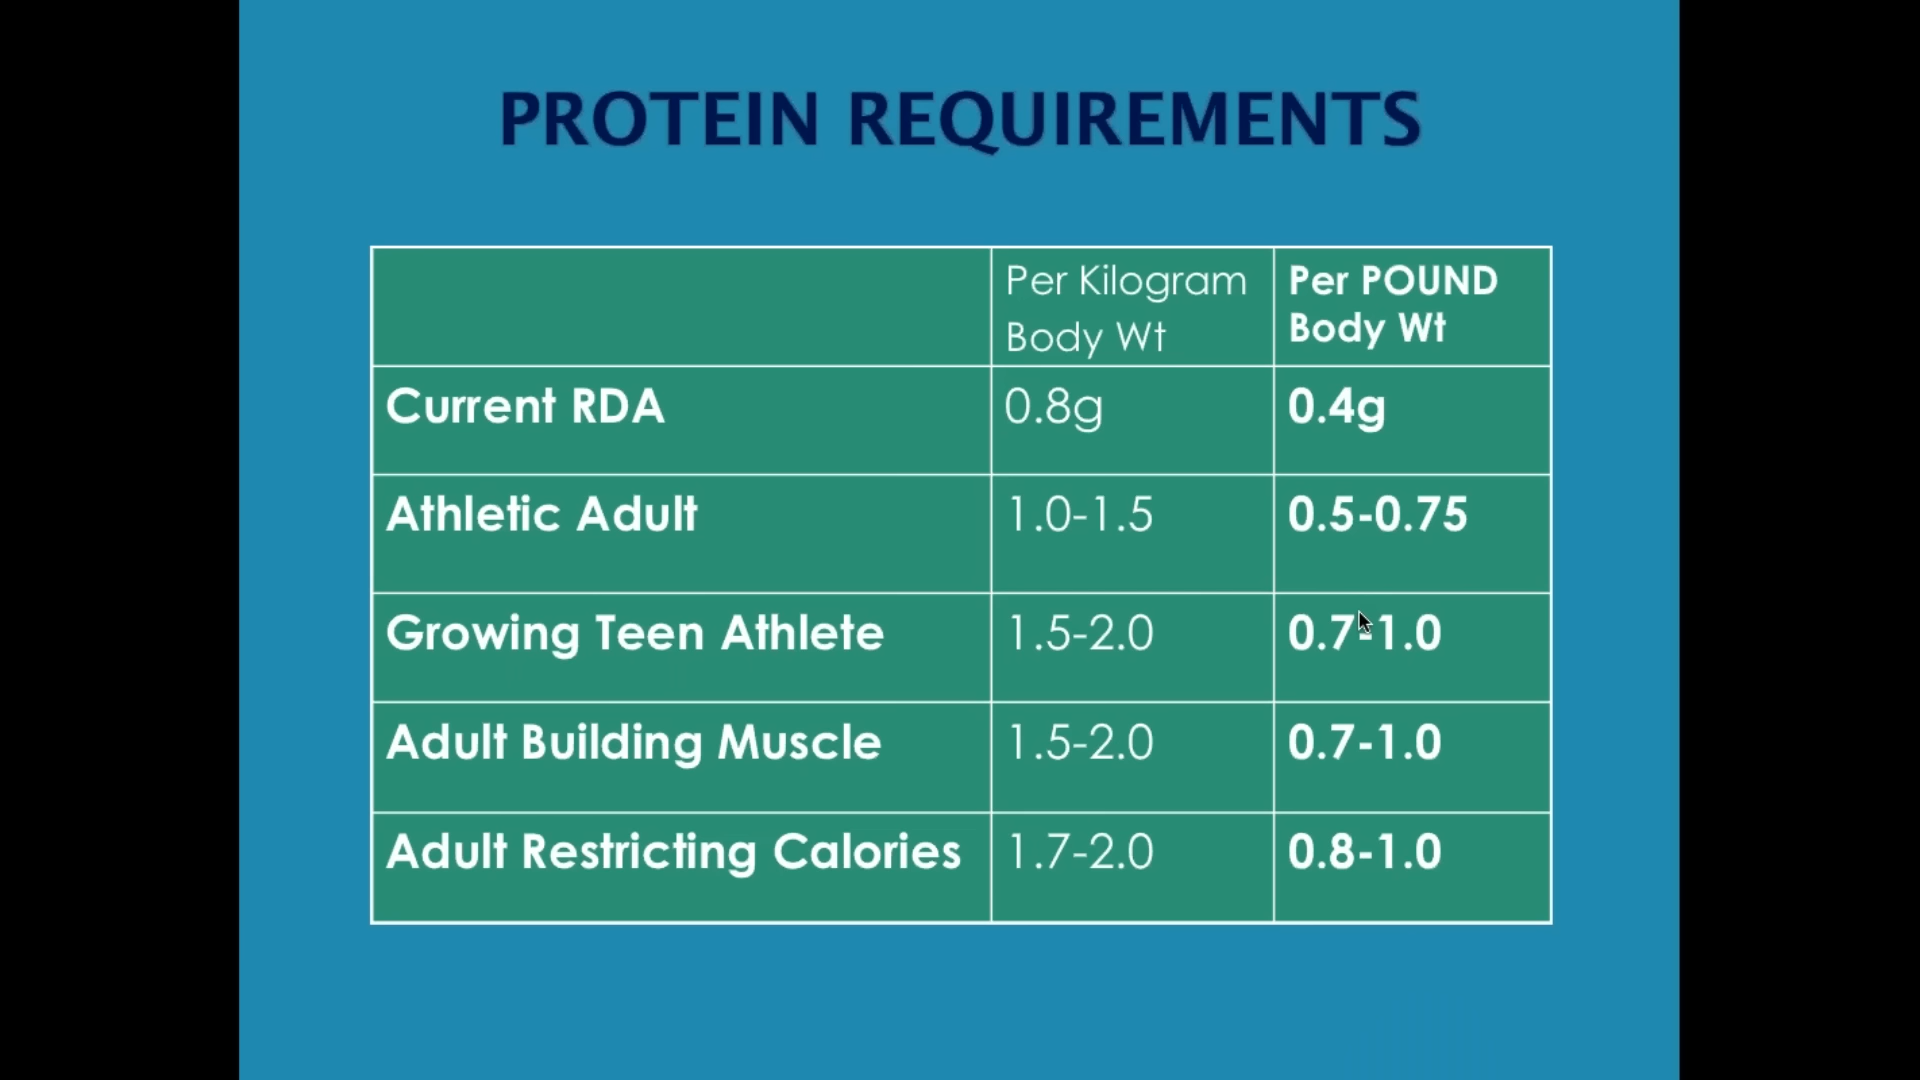 PROTEIN REQUIREMENTS
Per Kilogram
Body Wt
Per POUND
Body Wt
Current RDA
0.8g
0.4g
Athletic Adult
1.0-1.5
0.5-0.75
Growing Teen Athlete
1.5-2.0
0.7-1.0
Adult Building Muscle
1.5-2.0
0.7-1.0
Adult Restricting Calories
1.7-2.0
0.8-1.0